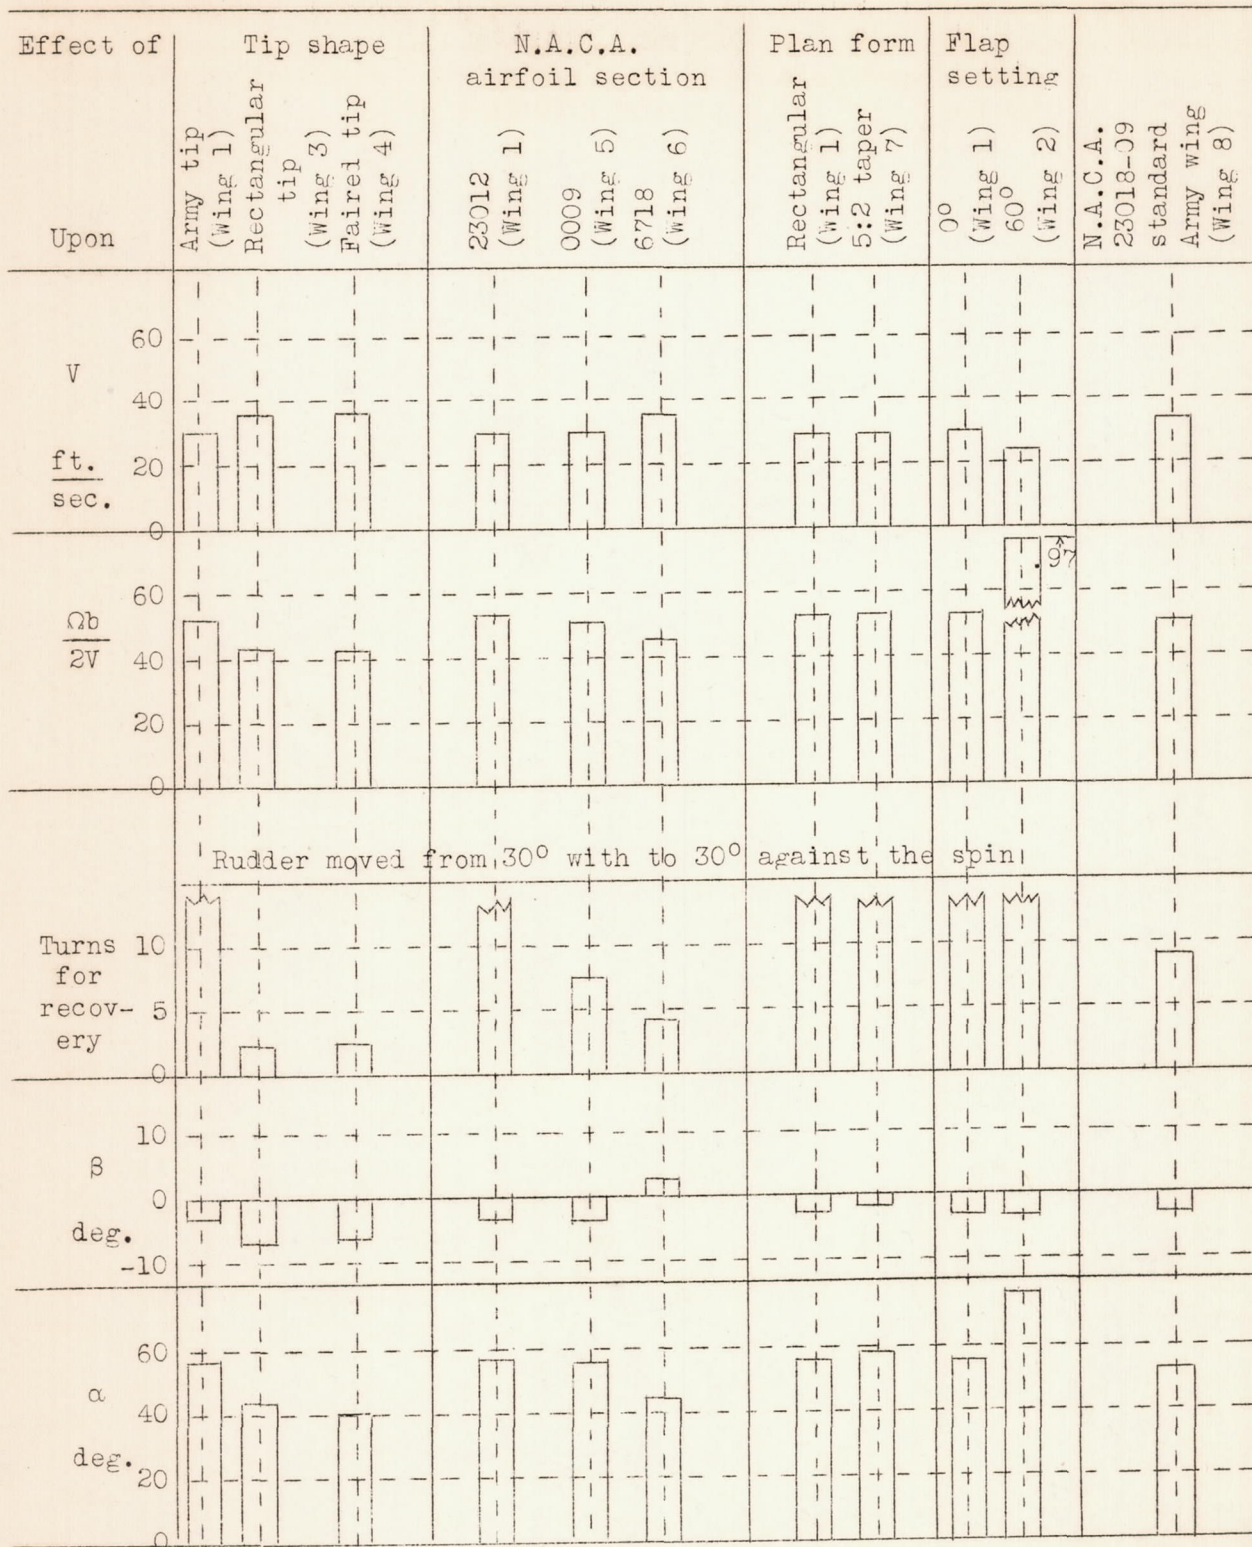 Effect of
Upon
Tip shape
Army tip
(Wing 1)
Rectangular
tip
(Wing 3)
Faired tip
(Wing 4)
N.A.C.A.
airfoil section
23012
(Wing 1)
0009
(Wing 5)
6718
(Wing 6)
Plan form
Rectangular
(Wing 1)
5:2 taper
(Wing 7)
Flap
setting
0°
(Wing 1)
60°
(Wing 2)
N.A.C.A.
23018-09
standard
Army wing
(Wing 8)
V
ft.
sec.
60
40
20
0
Ωb
2V
60
40
20
0
.97
Rudder moved from 30° with to 30° against the spin
Turns
for
recov-
ery
10
5
0
β
deg.
10
0
-10
α
deg.
60
40
20
0